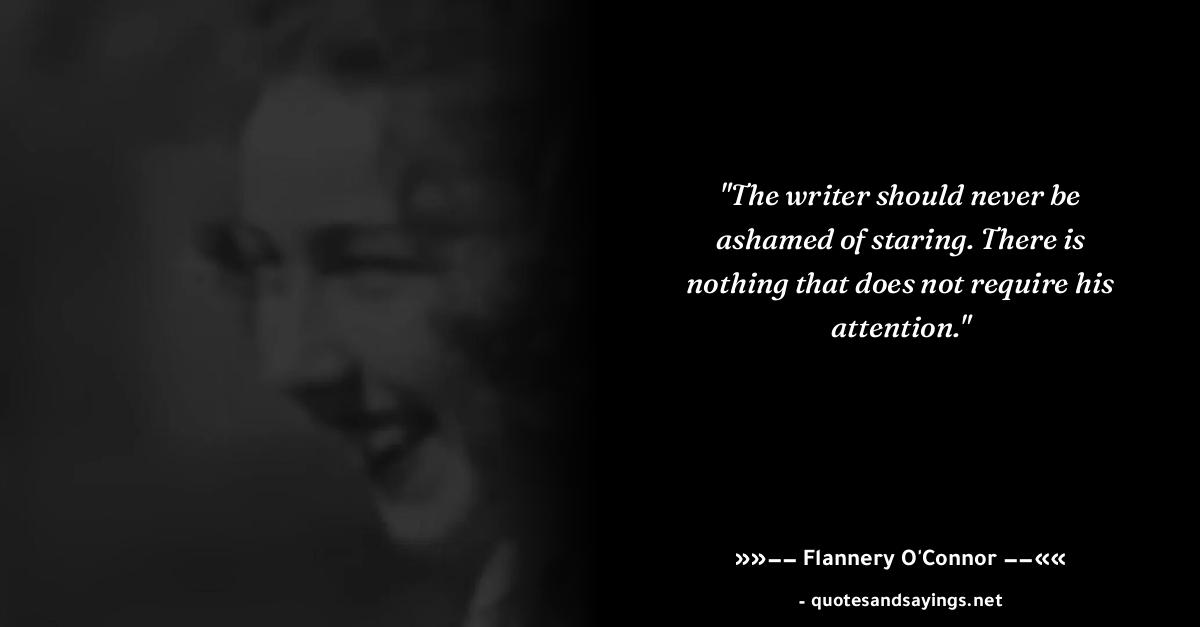 "The writer should never be
ashamed of staring. There is
nothing that does not require his
attention."
»»−− Flannery O'Connor −−««
- quotesandsayings.net